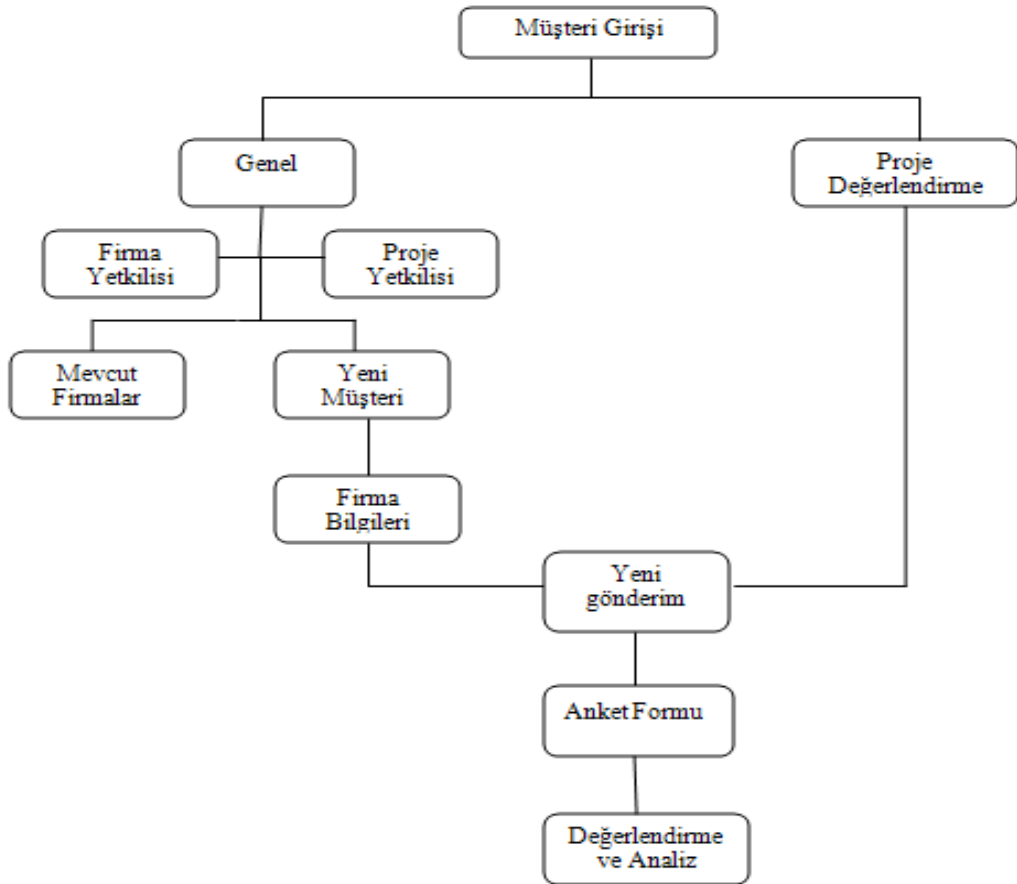 Müşteri Girişi
Genel
Proje
Değerlendirme
Firma
Yetkilisi
Proje
Yetkilisi
Mevcut
Firmalar
Yeni
Müşteri
Firma
Bilgileri
Yeni
gönderim
Anket Formu
Değerlendirme
ve Analiz